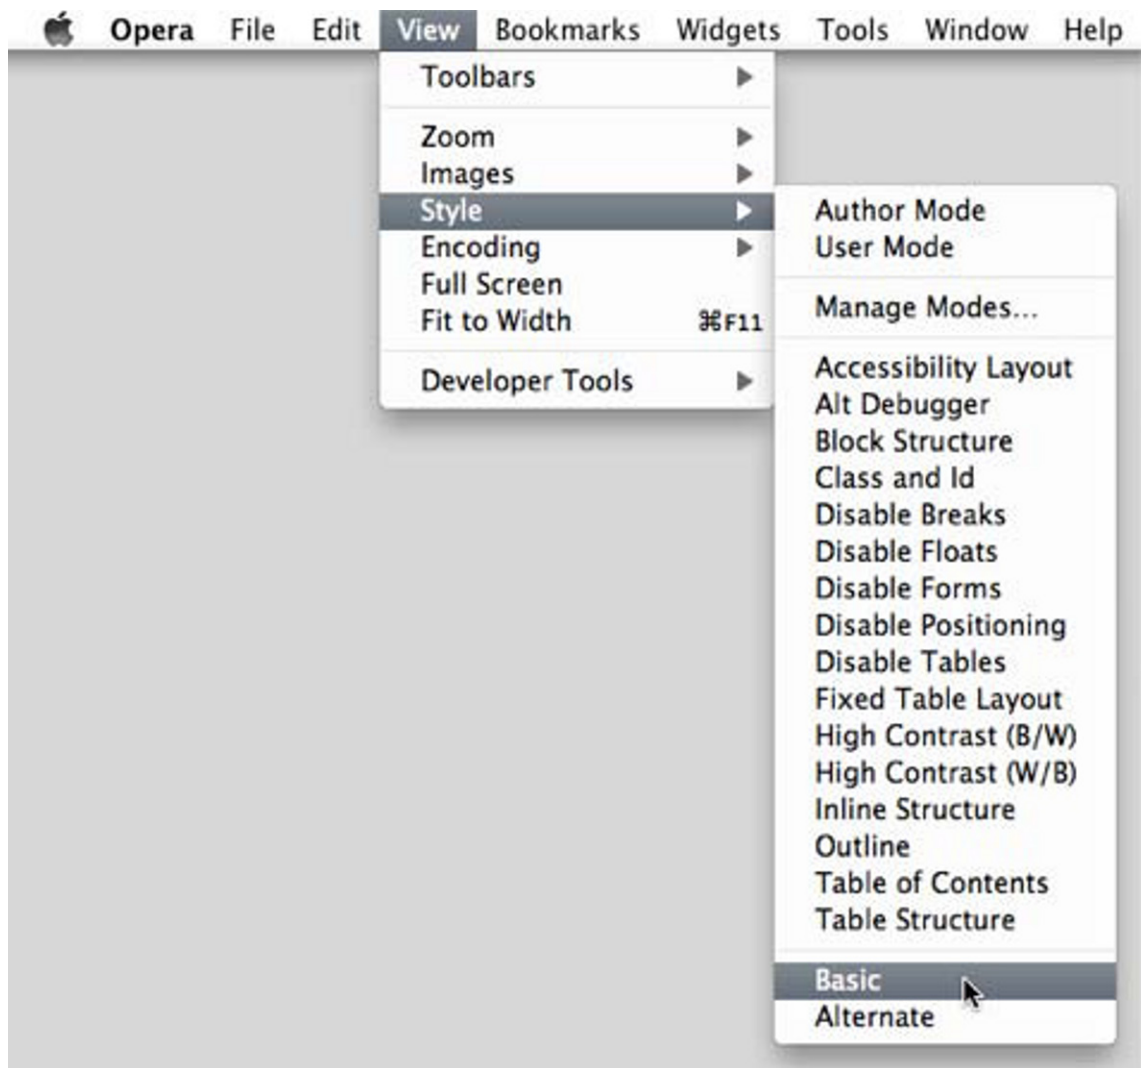 Opera File Edit View Bookmarks Widgets Tools Window Help
Toolbars
Zoom
Images
Style
Encoding
Full Screen
Fit to Width ⌘F11
Developer Tools
Author Mode
User Mode
Manage Modes...
Accessibility Layout
Alt Debugger
Block Structure
Class and Id
Disable Breaks
Disable Floats
Disable Forms
Disable Positioning
Disable Tables
Fixed Table Layout
High Contrast (B/W)
High Contrast (W/B)
Inline Structure
Outline
Table of Contents
Table Structure
Basic
Alternate